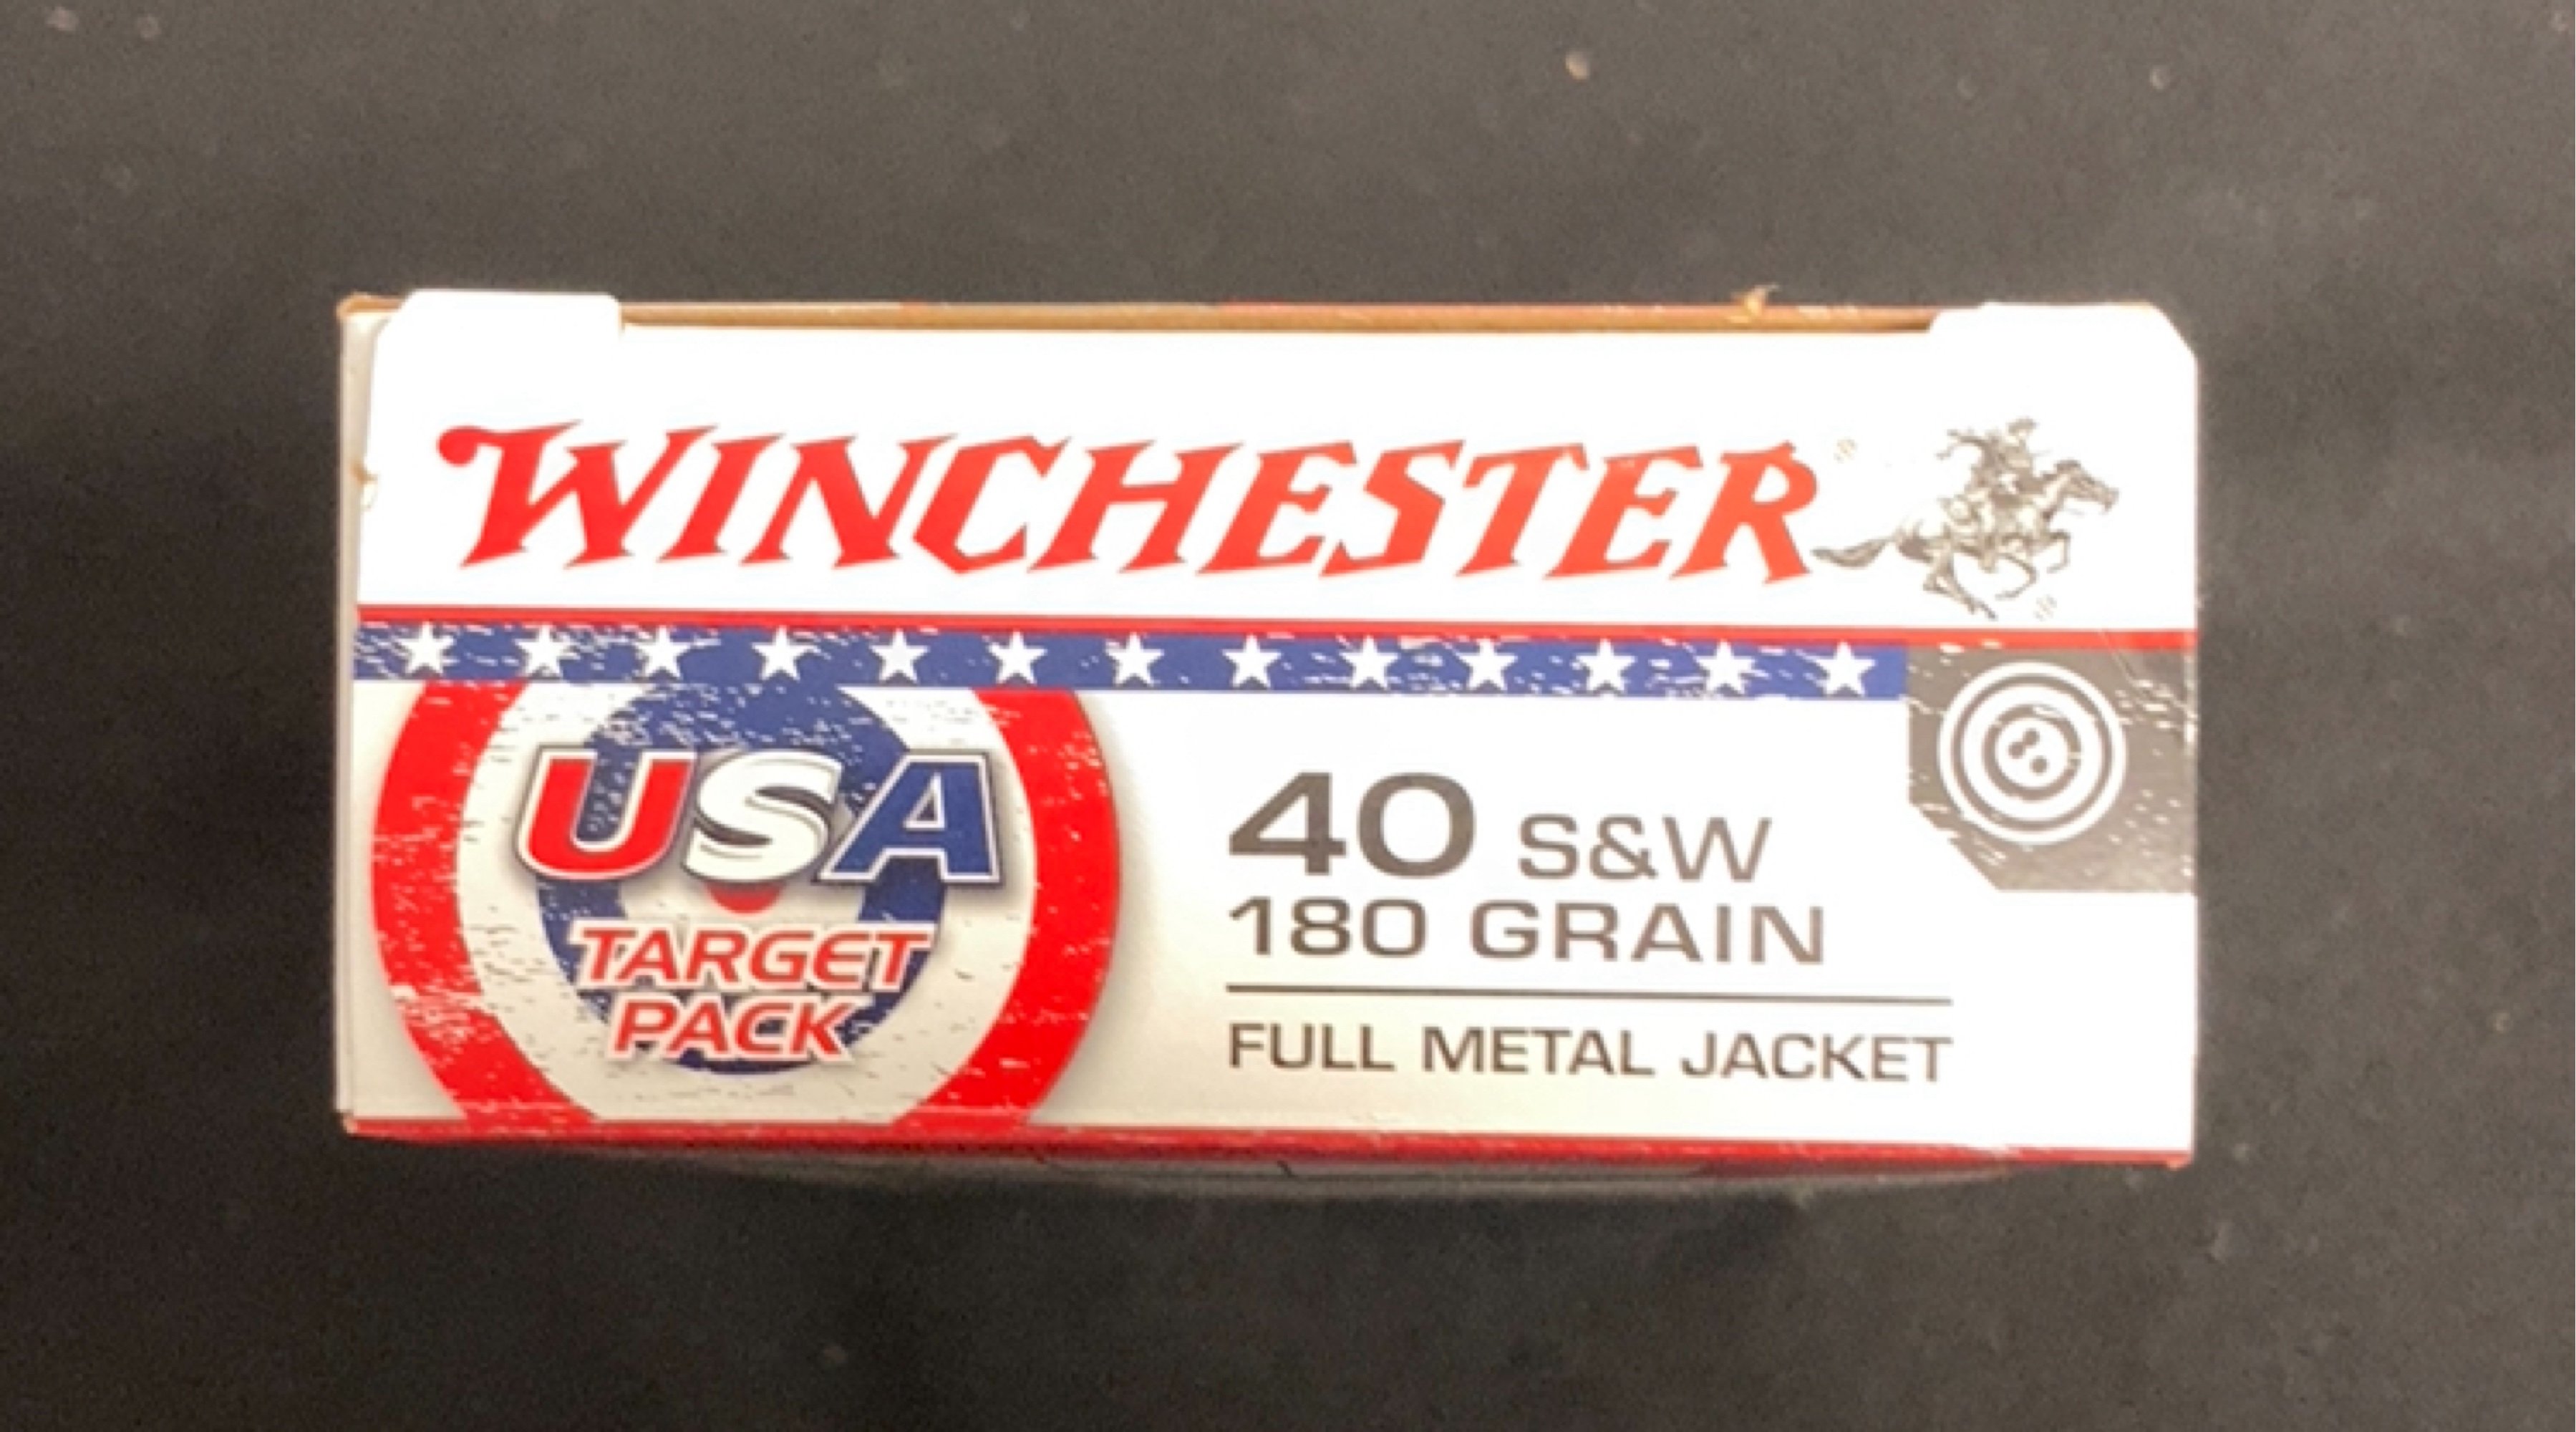 WINCHESTER
USA
TARGET
PACK
40 S&W
180 GRAIN
FULL METAL JACKET